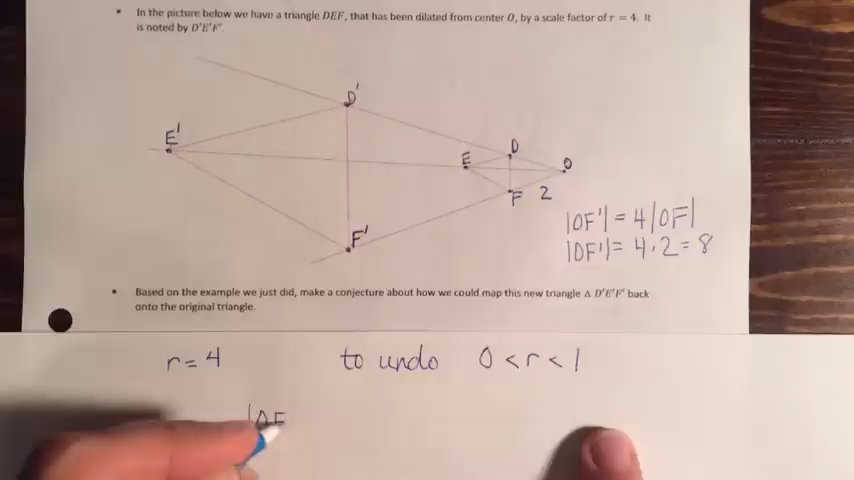 • In the picture below we have a triangle DEF, that has been dilated from center O, by a scale factor of r = 4. It
is noted by D'E'F'.
D'
E'
E
D
O
F
2
F'
|OF'| = 4|OF|
|OF'| = 4 · 2 = 8
• Based on the example we just did, make a conjecture about how we could map this new triangle △ D'E'F' back
onto the original triangle.
r = 4 to undo 0 < r < 1
|OF